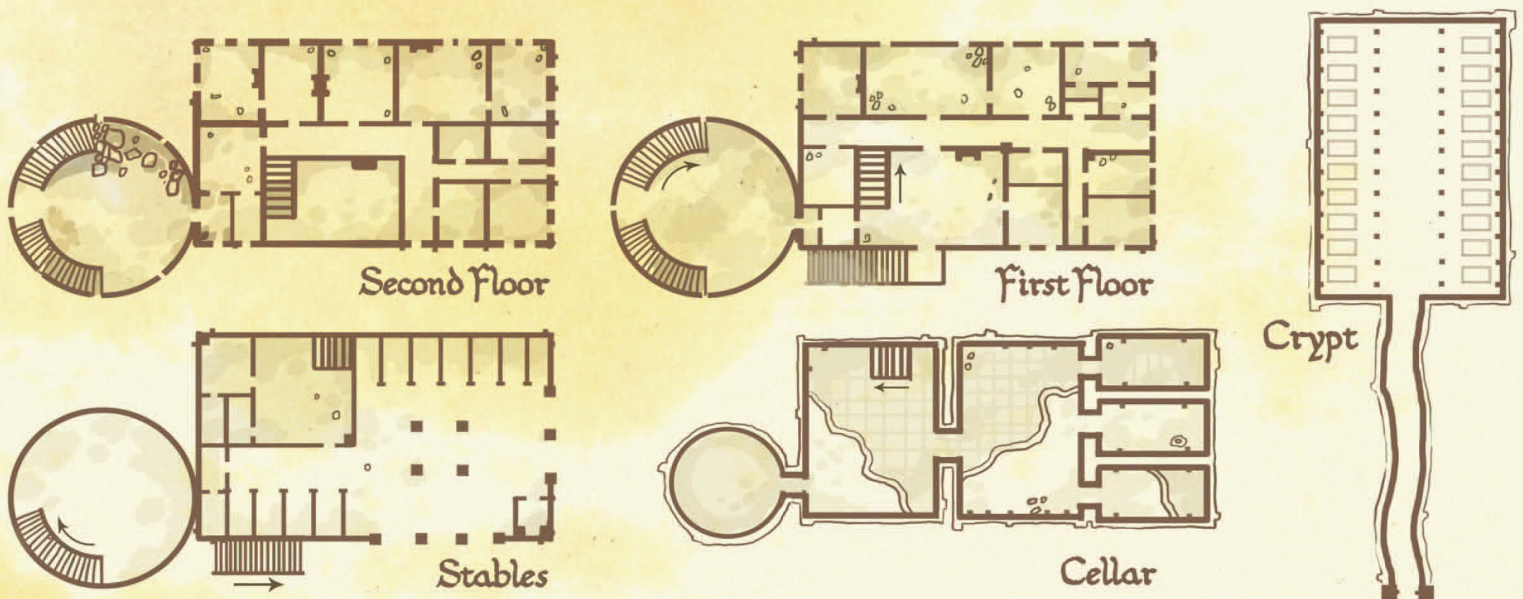 Second Floor
First Floor
Crypt
Stables
Cellar